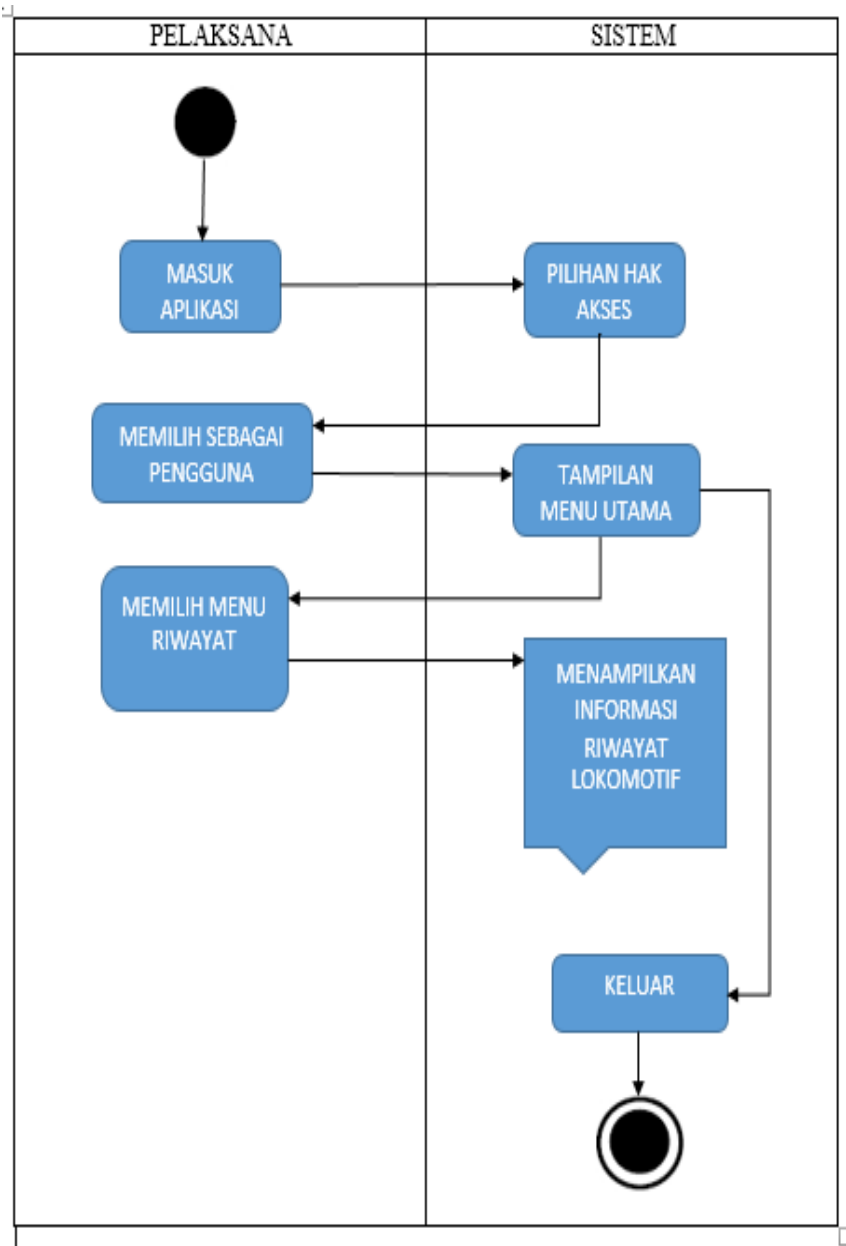 PELAKSANA
SISTEM
MASUK
APLIKASI
PILIHAN HAK
AKSES
MEMILIH SEBAGAI
PENGGUNA
TAMPILAN
MENU UTAMA
MEMILIH MENU
RIWAYAT
MENAMPILKAN
INFORMASI
RIWAYAT
LOKOMOTIF
KELUAR